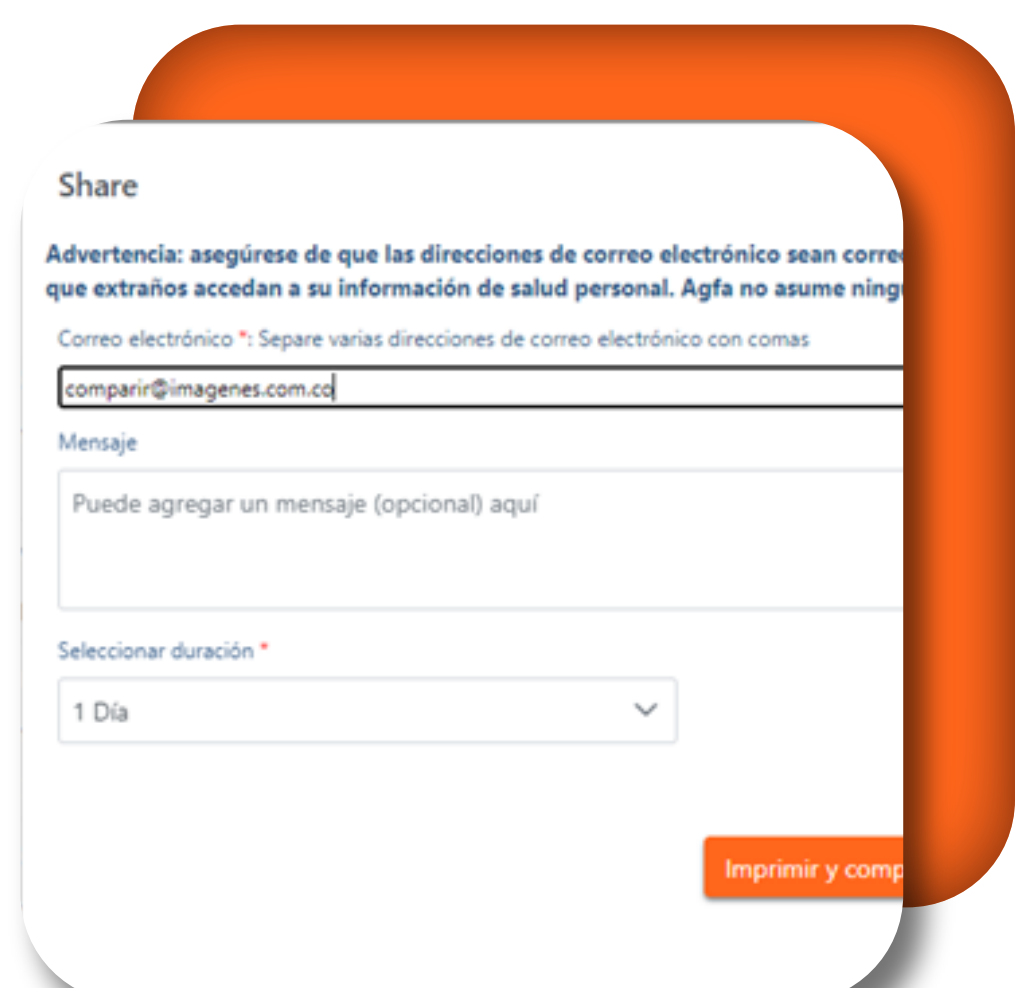 Share
Advertencia: asegúrese de que las direcciones de correo electrónico sean
que extraños accedan a su información de salud personal. Agfa no asume
Correo electrónico *: Separe varias direcciones de correo electrónico con comas
comparir@imagenes.com.co
Mensaje
Puede agregar un mensaje (opcional) aquí
Seleccionar duración *
1 Día
Imprimir y comp